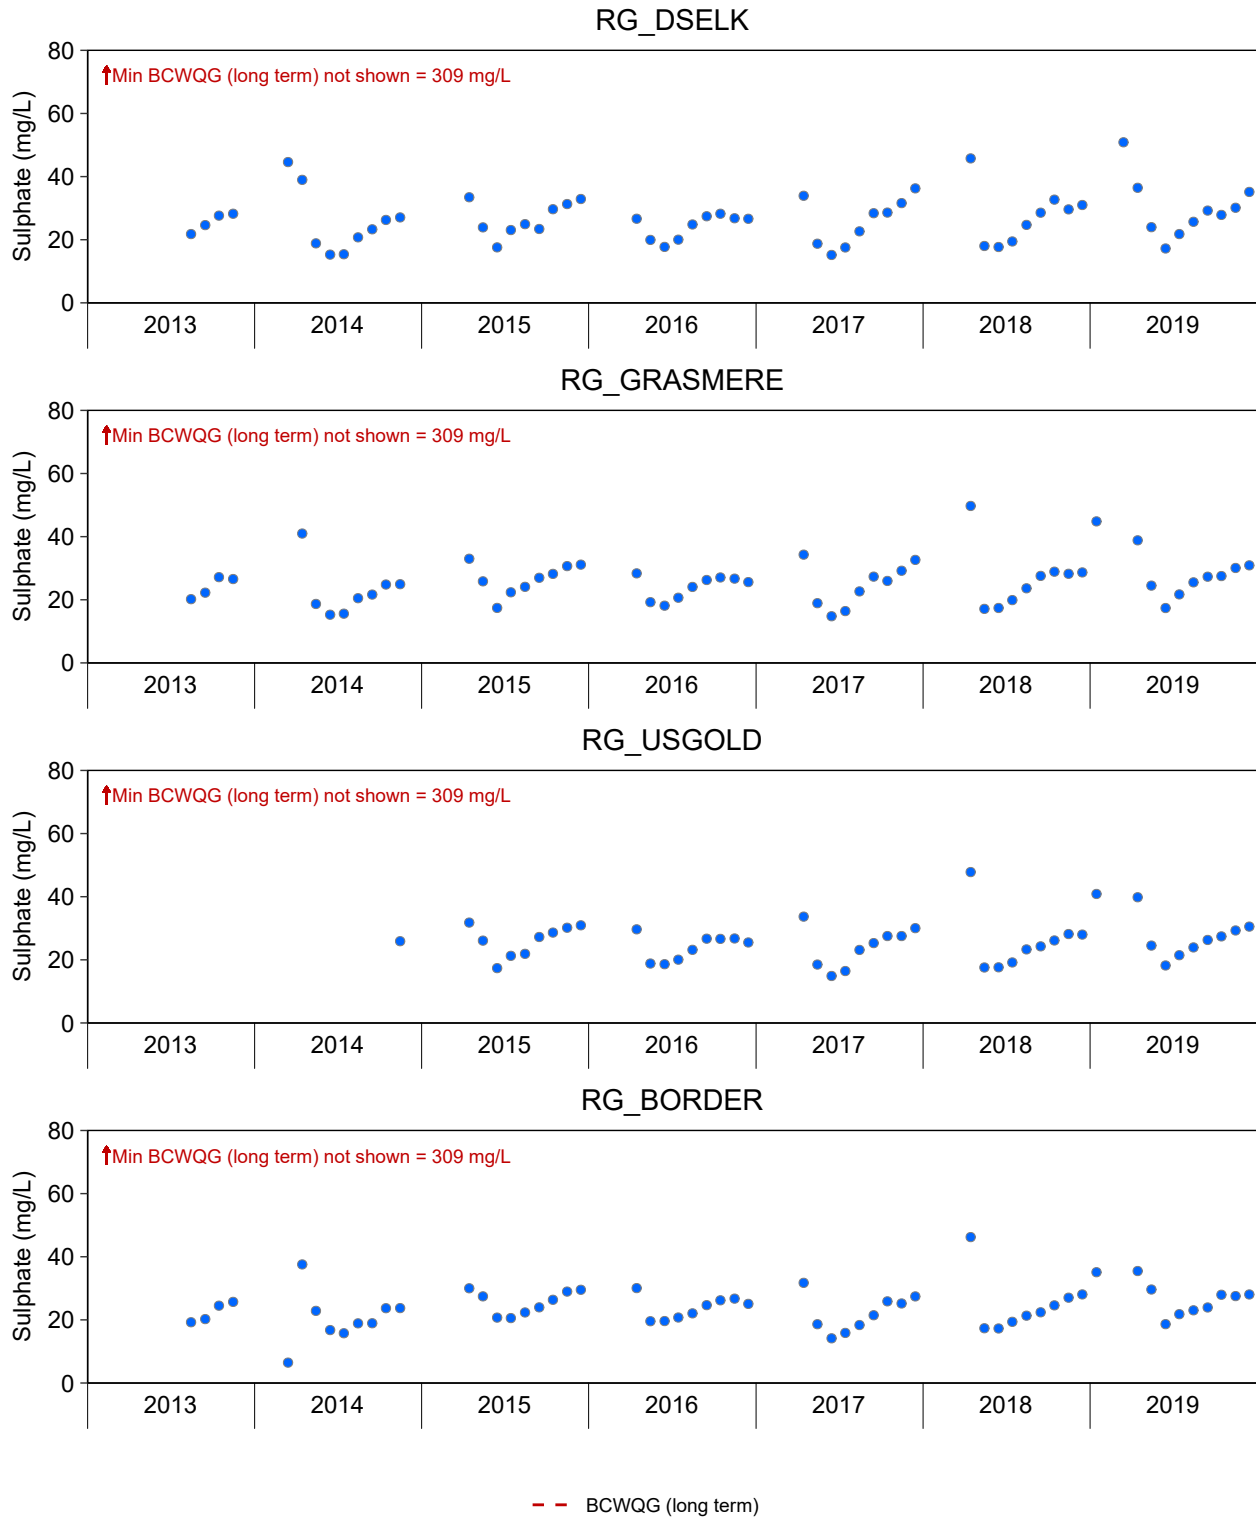 RG_DSELK
80
↑Min BCWQG (long term) not shown = 309 mg/L
60
40
20
0
Sulphate (mg/L)
2013 2014 2015 2016 2017 2018 2019
RG_GRASMERE
80
↑Min BCWQG (long term) not shown = 309 mg/L
60
40
20
0
Sulphate (mg/L)
2013 2014 2015 2016 2017 2018 2019
RG_USGOLD
80
↑Min BCWQG (long term) not shown = 309 mg/L
60
40
20
0
Sulphate (mg/L)
2013 2014 2015 2016 2017 2018 2019
RG_BORDER
80
↑Min BCWQG (long term) not shown = 309 mg/L
60
40
20
0
Sulphate (mg/L)
2013 2014 2015 2016 2017 2018 2019
BCWQG (long term)